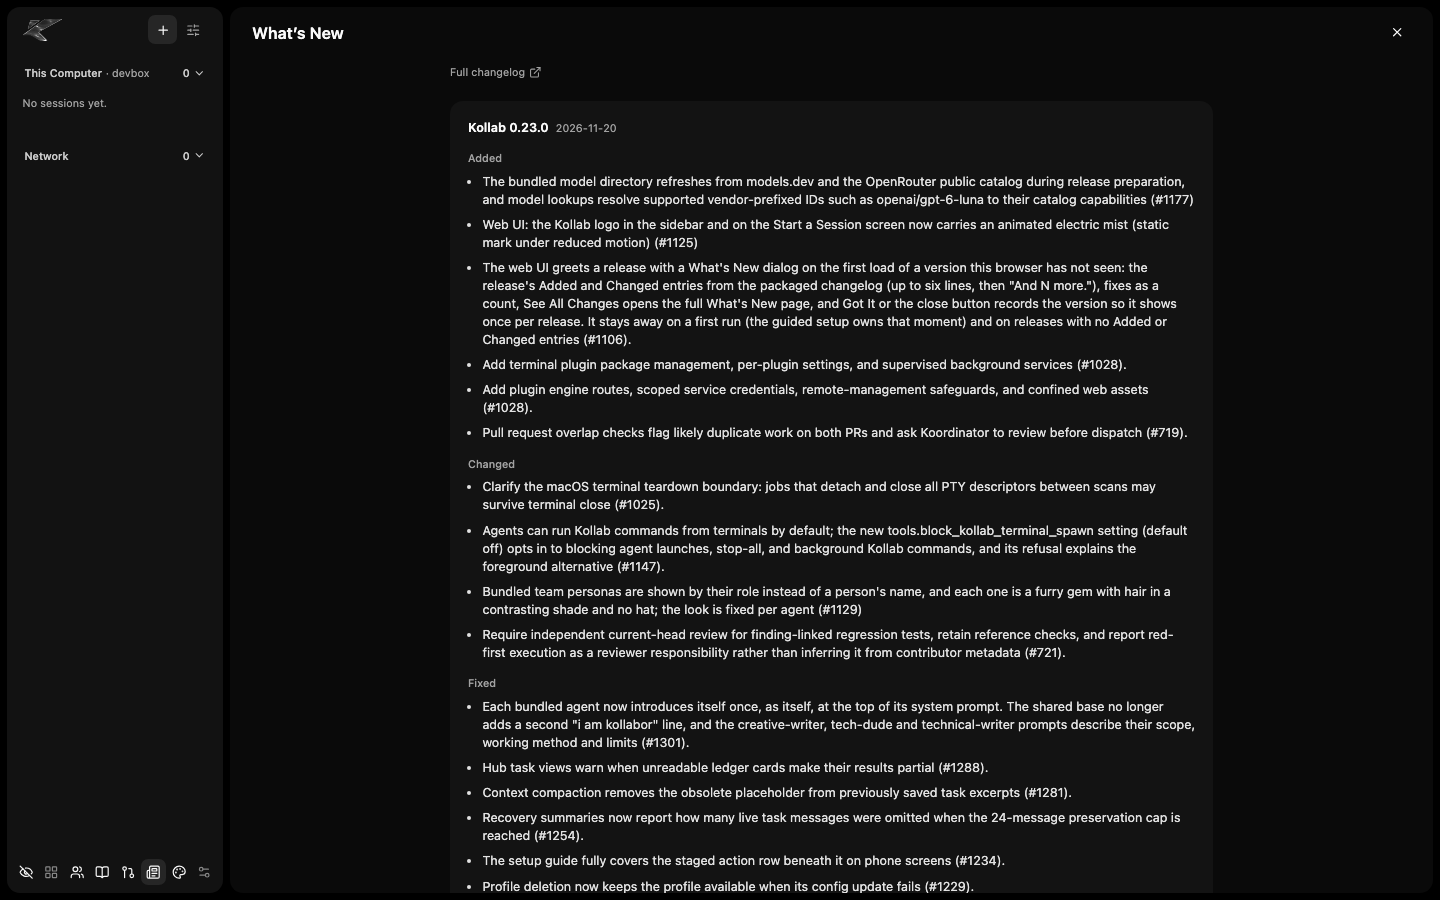 This Computer · devbox 0
No sessions yet.
Network 0
What's New
Full changelog
Kollab 0.23.0 2026-11-20
Added
• The bundled model directory refreshes from models.dev and the OpenRouter public catalog during release preparation,
and model lookups resolve supported vendor-prefixed IDs such as openai/gpt-6-luna to their catalog capabilities (#1177)
• Web UI: the Kollab logo in the sidebar and on the Start a Session screen now carries an animated electric mist (static
mark under reduced motion) (#1125)
• The web UI greets a release with a What's New dialog on the first load of a version this browser has not seen: the
release's Added and Changed entries from the packaged changelog (up to six lines, then "And N more."), fixes as a
count, See All Changes opens the full What's New page, and Got It or the close button records the version so it shows
once per release. It stays away on a first run (the guided setup owns that moment) and on releases with no Added or
Changed entries (#1106).
• Add terminal plugin package management, per-plugin settings, and supervised background services (#1028).
• Add plugin engine routes, scoped service credentials, remote-management safeguards, and confined web assets
(#1028).
• Pull request overlap checks flag likely duplicate work on both PRs and ask Koordinator to review before dispatch (#719).
Changed
• Clarify the macOS terminal teardown boundary: jobs that detach and close all PTY descriptors between scans may
survive terminal close (#1025).
• Agents can run Kollab commands from terminals by default; the new tools.block_kollab_terminal_spawn setting (default
off) opts in to blocking agent launches, stop-all, and background Kollab commands, and its refusal explains the
foreground alternative (#1147).
• Bundled team personas are shown by their role instead of a person's name, and each one is a furry gem with hair in a
contrasting shade and no hat; the look is fixed per agent (#1129)
• Require independent current-head review for finding-linked regression tests, retain reference checks, and report red-
first execution as a reviewer responsibility rather than inferring it from contributor metadata (#721).
Fixed
• Each bundled agent now introduces itself once, as itself, at the top of its system prompt. The shared base no longer
adds a second "i am kollabor" line, and the creative-writer, tech-dude and technical-writer prompts describe their scope,
working method and limits (#1301).
• Hub task views warn when unreadable ledger cards make their results partial (#1288).
• Context compaction removes the obsolete placeholder from previously saved task excerpts (#1281).
• Recovery summaries now report how many live task messages were omitted when the 24-message preservation cap is
reached (#1254).
• The setup guide fully covers the staged action row beneath it on phone screens (#1234).
• Profile deletion now keeps the profile available when its config update fails (#1229).